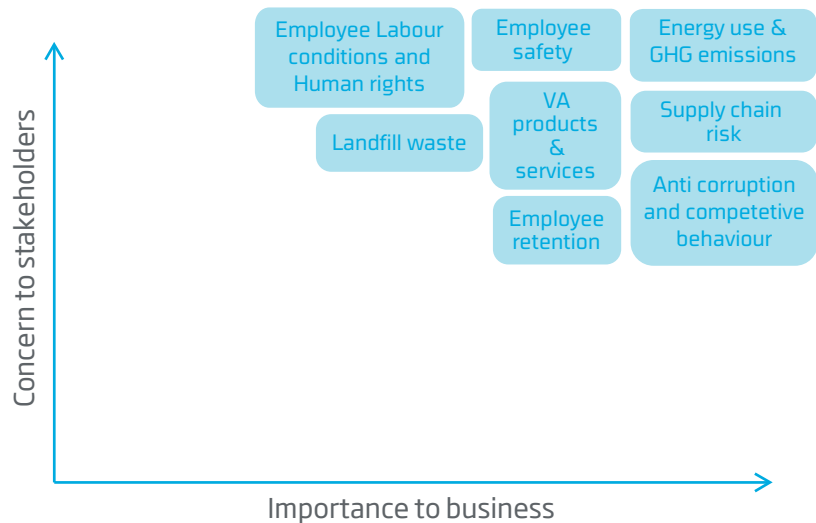 Employee Labour
conditions and
Human rights
Employee
safety
Energy use &
GHG emissions
Landfill waste
VA
products
&
services
Supply chain
risk
Employee
retention
Anti corruption
and competetive
behaviour
Concern to stakeholders
Importance to business